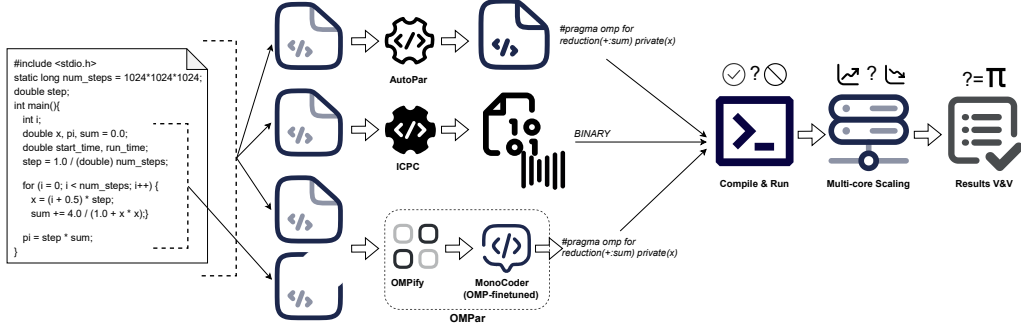 #include <stdio.h>
static long num_steps = 1024*1024*1024;
double step;
int main(){
int i;
double x, pi, sum = 0.0;
double start_time, run_time;
step = 1.0 / (double) num_steps;
for (i = 0; i < num_steps; i++) {
x = (i + 0.5) * step;
sum += 4.0 / (1.0 + x * x);}
pi = step * sum;
}
</>
</>
</>
#pragma omp for
reduction(+:sum) private(x)
AutoPar
</>
</>
10
01
BINARY
ICPC
</>
</>
</>
OMPify
MonoCoder
(OMP-finetuned)
OMPar
#pragma omp for
reduction(+:sum) private(x)
?
Compile & Run
?
Multi-core Scaling
?=π
Results V&V